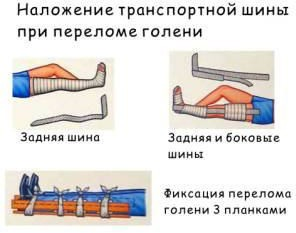 Наложение транспортной шины
при переломе голени
Задняя шина
Задняя и боковые
шины
Фиксация перелома
голени 3 планками